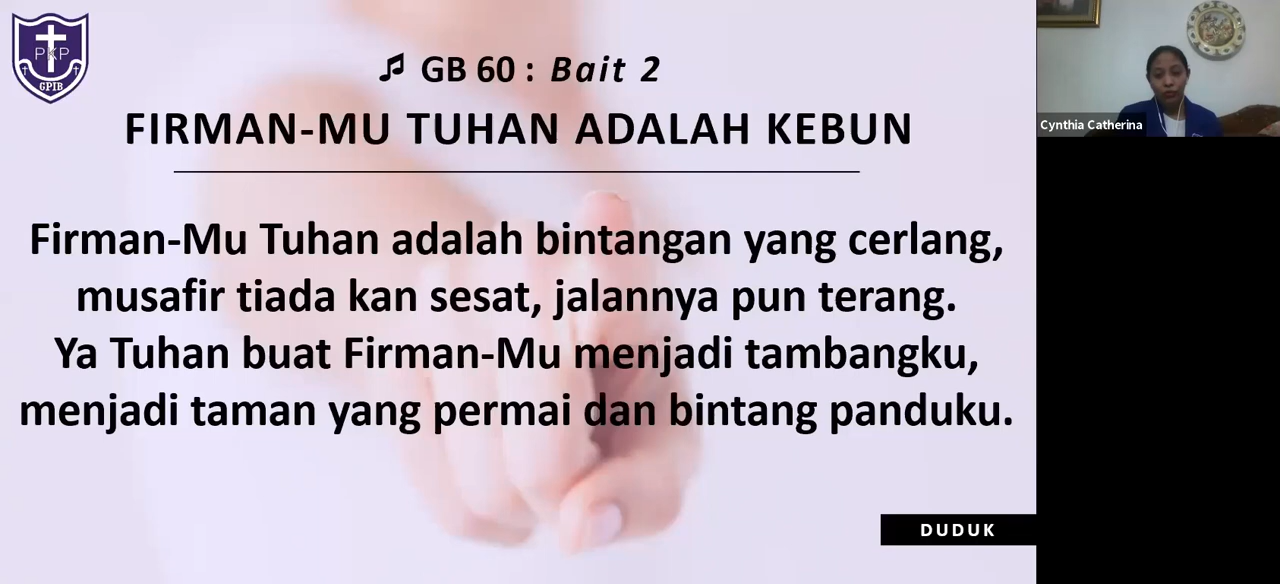 PKP
GPIB
♫ GB 60 : Bait 2
FIRMAN-MU TUHAN ADALAH KEBUN
Firman-Mu Tuhan adalah bintangan yang cerlang,
musafir tiada kan sesat, jalannya pun terang.
Ya Tuhan buat Firman-Mu menjadi tambangku,
menjadi taman yang permai dan bintang panduku.
DUDUK
Cynthia Catherina